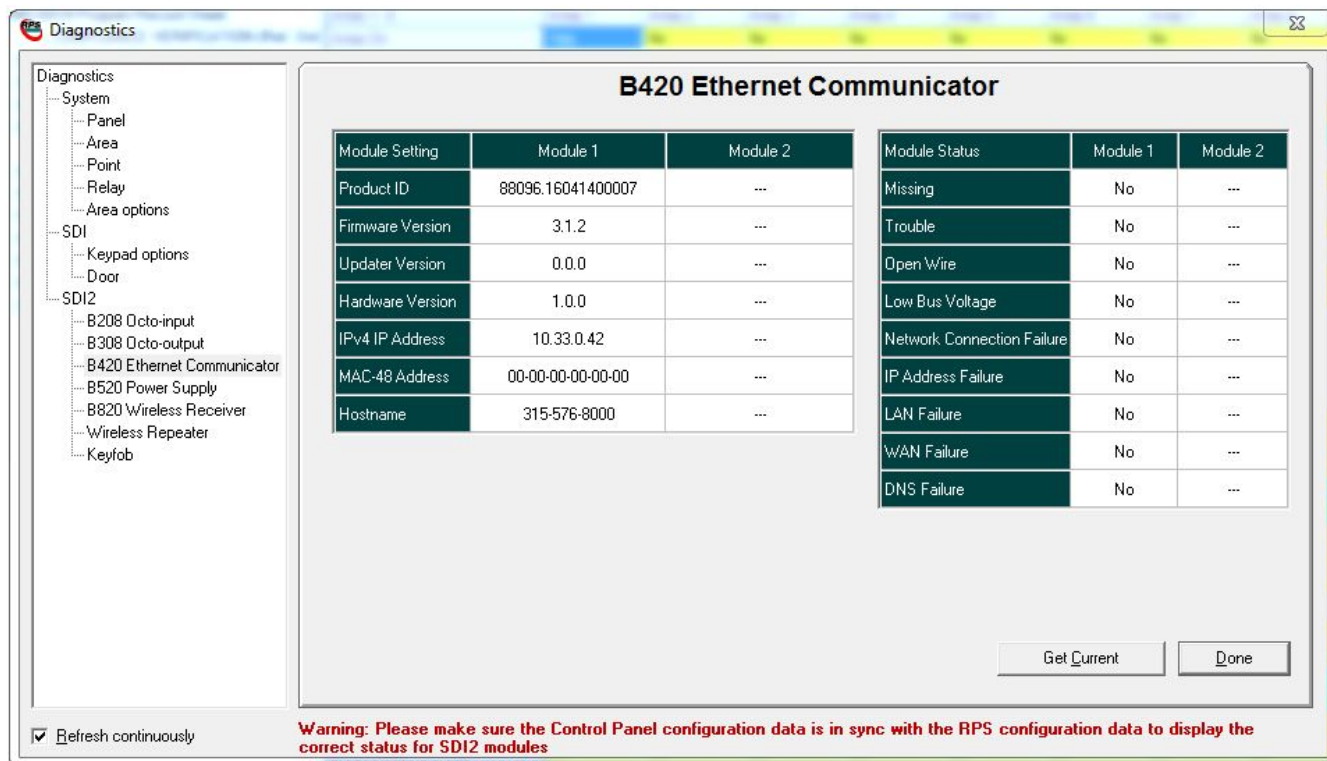 RPS Diagnostics
Diagnostics
System
Panel
Area
Point
Relay
Area options
SDI
Keypad options
Door
SDI2
B208 Octo-input
B308 Octo-output
B420 Ethernet Communicator
B520 Power Supply
B820 Wireless Receiver
Wireless Repeater
Keyfob
B420 Ethernet Communicator
Module Setting Module 1 Module 2
Product ID 88096.16041400007 ---
Firmware Version 3.1.2 ---
Updater Version 0.0.0 ---
Hardware Version 1.0.0 ---
IPv4 IP Address 10.33.0.42 ---
MAC-48 Address 00-00-00-00-00-00 ---
Hostname 315-576-8000 ---
Module Status Module 1 Module 2
Missing No ---
Trouble No ---
Open Wire No ---
Low Bus Voltage No ---
Network Connection Failure No ---
IP Address Failure No ---
LAN Failure No ---
WAN Failure No ---
DNS Failure No ---
Get Current Done
Refresh continuously
Warning: Please make sure the Control Panel configuration data is in sync with the RPS configuration data to display the
correct status for SDI2 modules